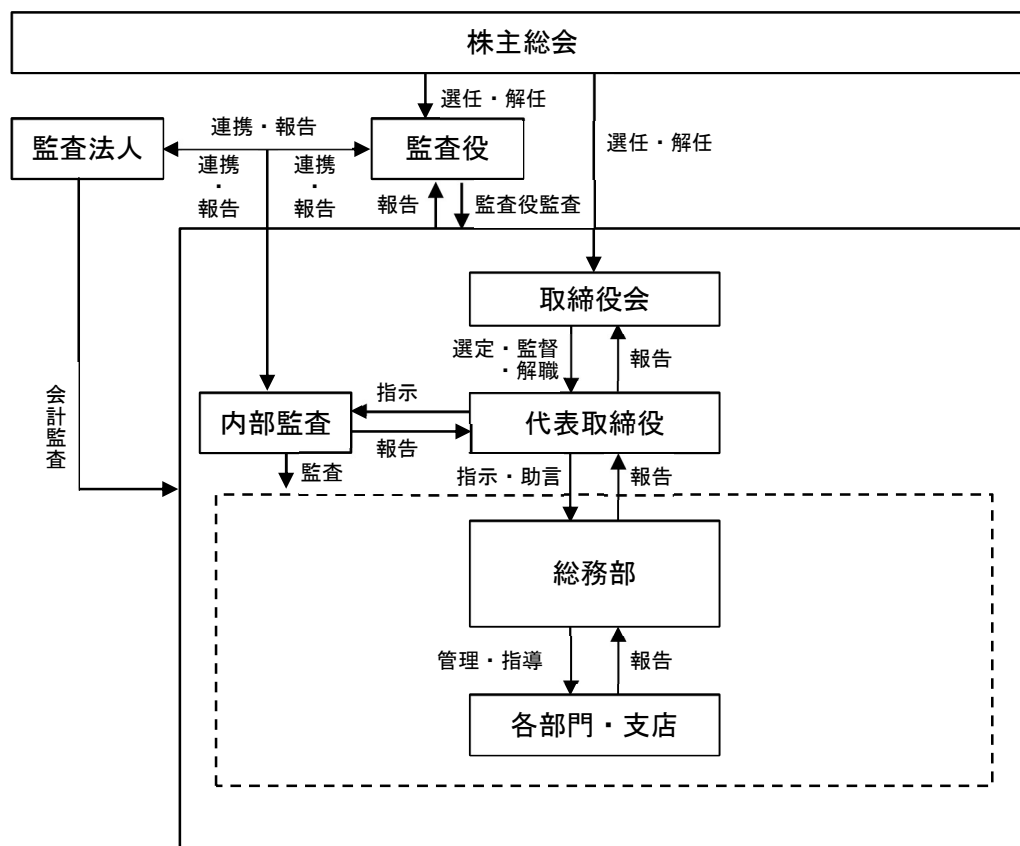 株主総会
選任・解任
選任・解任
監査法人
連携・報告
監査役
連携
・
報告
連携
・
報告
報告
監査役監査
取締役会
選定・監督
・解職
報告
会計監査
内部監査
指示
報告
代表取締役
監査
指示・助言
報告
総務部
管理・指導
報告
各部門・支店